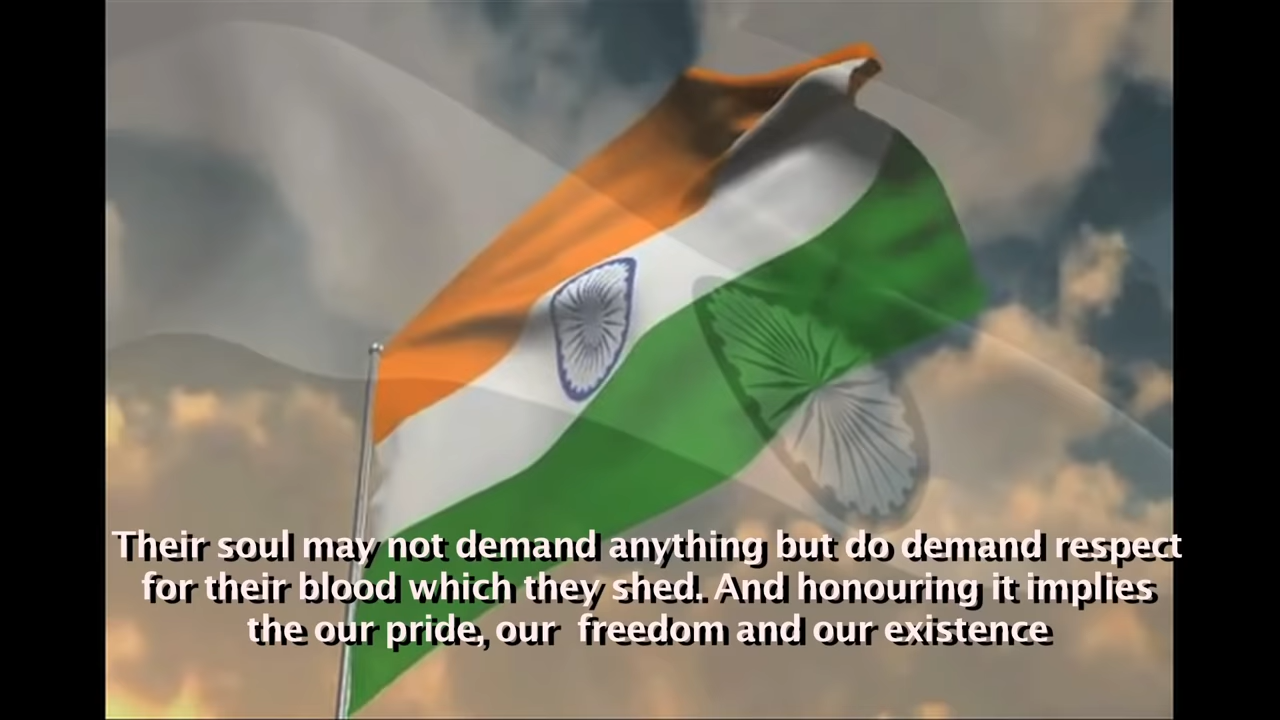 Their soul may not demand anything but do demand respect
for their blood which they shed. And honouring it implies
the our pride, our  freedom and our existence